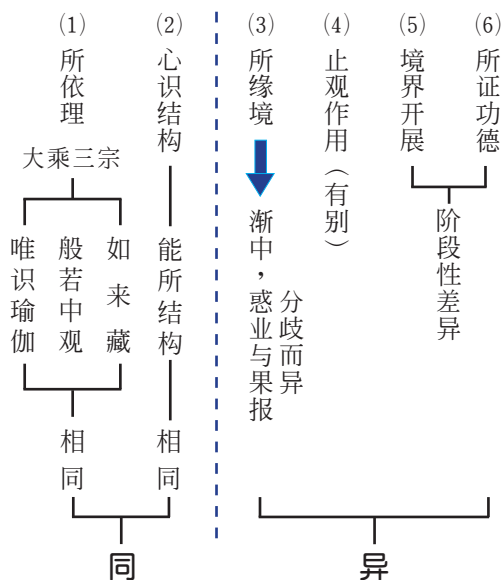 (1)
所依理
大乘三宗
唯识瑜伽
般若中观
如来藏
相同
(2)
心识结构
能所结构
相同
同
(3)
所缘境
渐中，惑业与果报
分歧而异
(4)
止观作用（有别）
(5)
境界开展
(6)
所证功德
阶段性差异
异